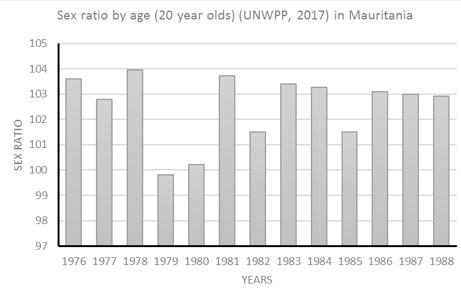 Sex ratio by age (20 year olds) (UNWPP, 2017) in Mauritania
105
104
103
102
101
100
99
98
97
SEX RATIO
1976 1977 1978 1979 1980 1981 1982 1983 1984 1985 1986 1987 1988
YEARS